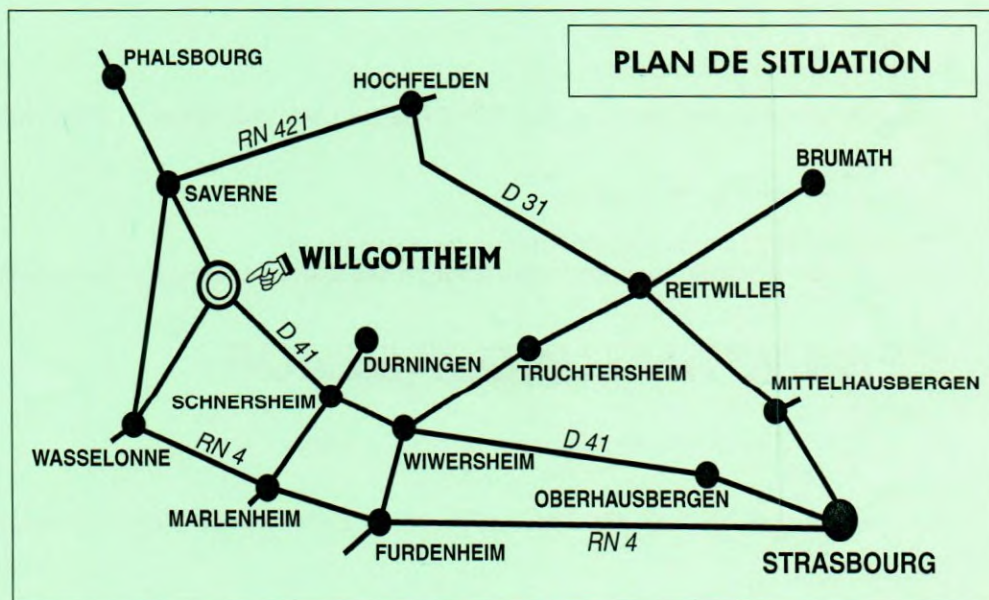 PLAN DE SITUATION
PHALSBOURG
HOCHFELDEN
RN 421
BRUMATH
SAVERNE
D 31
WILLGOTTHEIM
REITWILLER
D 41
DURNINGEN
TRUCHTERSHEIM
MITTELHAUSBERGEN
SCHNERSHEIM
WASSELONNE
RN 4
WIWERSHEIM
D 41
OBERHAUSBERGEN
MARLENHEIM
FURDENHEIM
RN 4
STRASBOURG